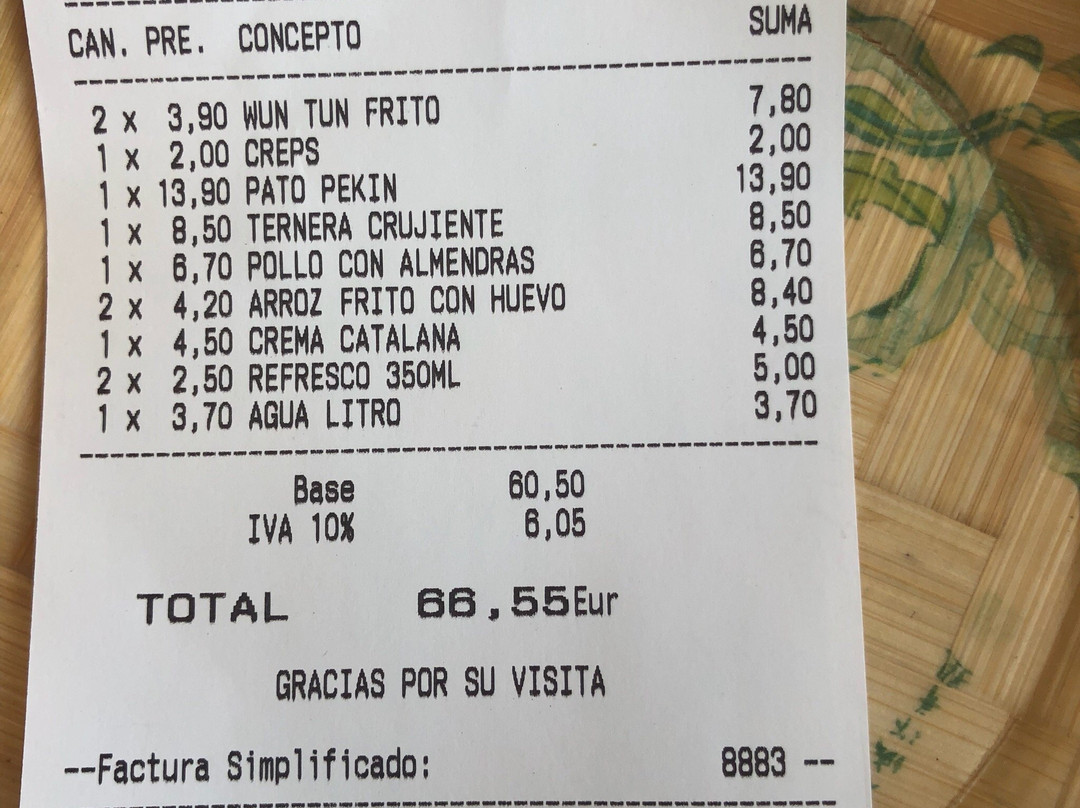 CAN. PRE. CONCEPTO SUMA
2 x 3,90 WUN TUN FRITO 7,80
1 x 2,00 CREPS 2,00
1 x 13,90 PATO PEKIN 13,90
1 x 8,50 TERNERA CRUJIENTE 8,50
1 x 6,70 POLLO CON ALMENDRAS 6,70
2 x 4,20 ARROZ FRITO CON HUEVO 8,40
1 x 4,50 CREMA CATALANA 4,50
2 x 2,50 REFRESCO 350ML 5,00
1 x 3,70 AGUA LITRO 3,70
Base 60,50
IVA 10% 6,05
TOTAL 66,55Eur
GRACIAS POR SU VISITA
--Factura Simplificado: 8883 --